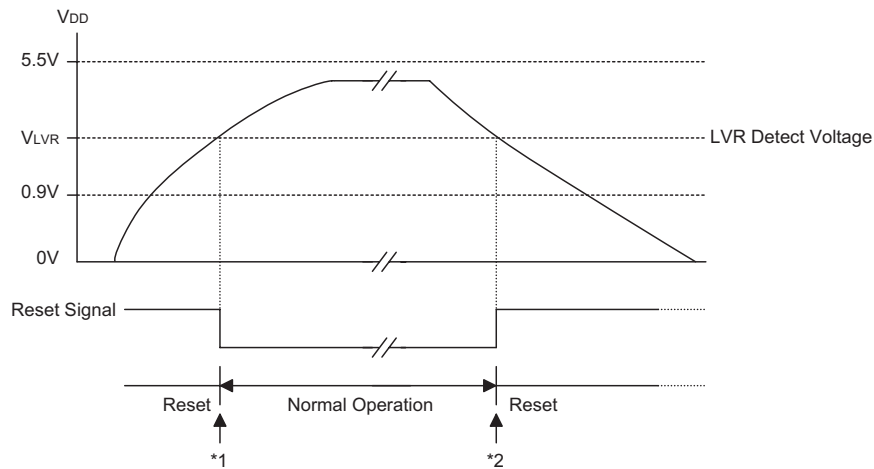 VDD
5.5V
VLVR
LVR Detect Voltage
0.9V
0V
Reset Signal
Reset
Normal Operation
Reset
*1
*2